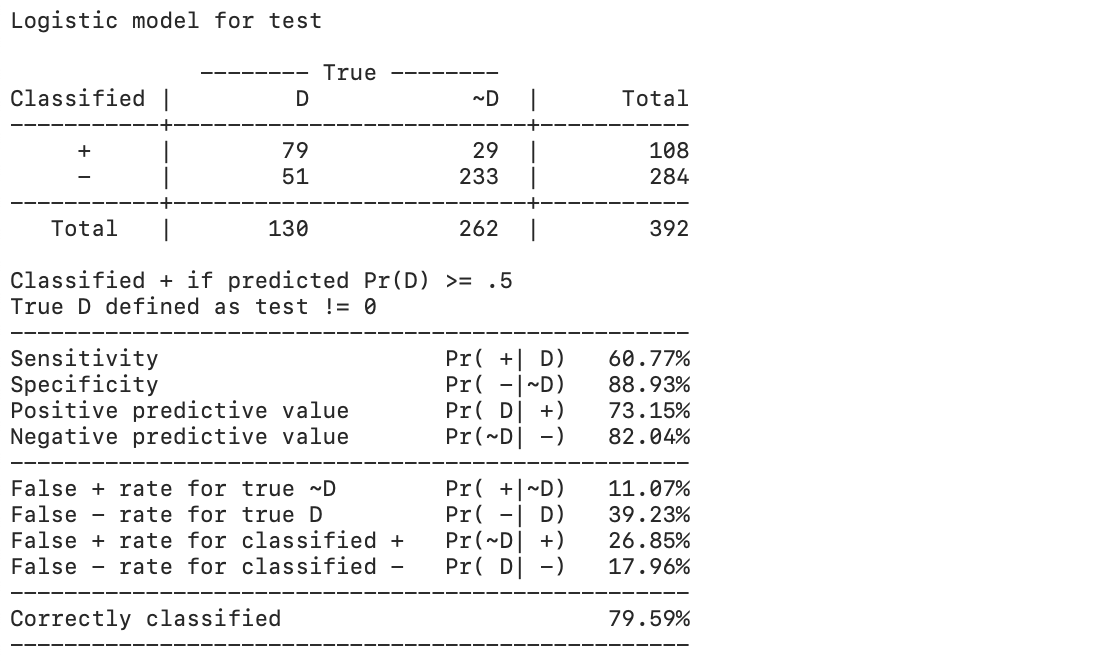 Logistic model for test
-------- True --------
Classified |         D            ~D  |      Total
-----------+--------------------------+-----------
     +     |        79            29  |        108
     -     |        51           233  |        284
-----------+--------------------------+-----------
   Total   |       130           262  |        392
Classified + if predicted Pr(D) >= .5
True D defined as test != 0
--------------------------------------------------
Sensitivity                     Pr( +| D)   60.77%
Specificity                     Pr( -|~D)   88.93%
Positive predictive value       Pr( D| +)   73.15%
Negative predictive value       Pr(~D| -)   82.04%
--------------------------------------------------
False + rate for true ~D        Pr( +|~D)   11.07%
False - rate for true D         Pr( -| D)   39.23%
False + rate for classified +   Pr(~D| +)   26.85%
False - rate for classified -   Pr( D| -)   17.96%
--------------------------------------------------
Correctly classified                        79.59%
--------------------------------------------------